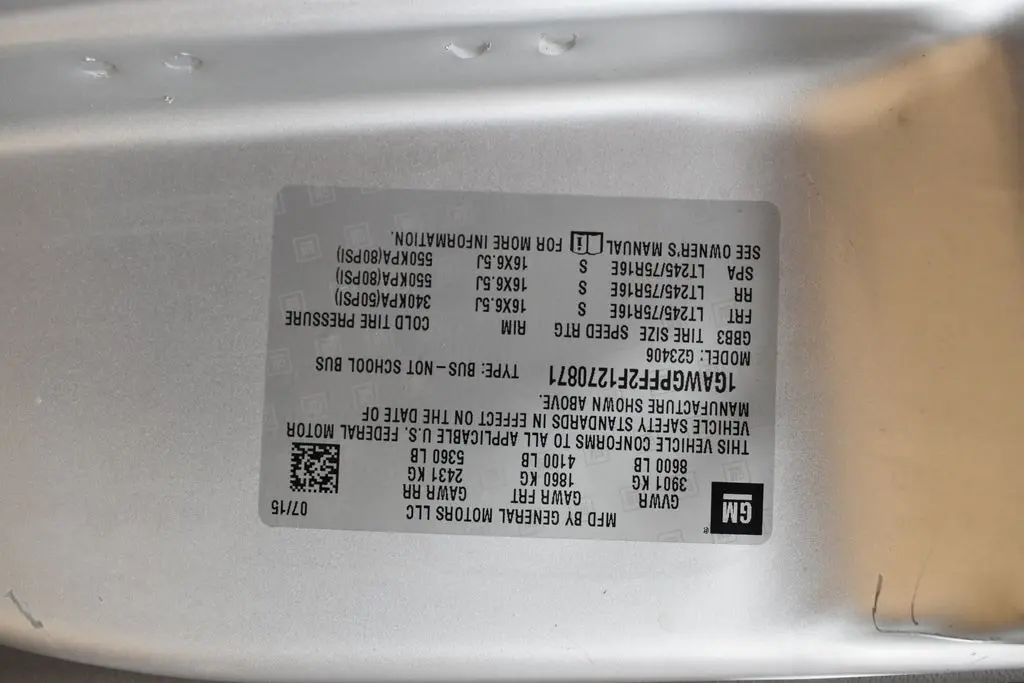 GM
MFD BY GENERAL MOTORS LLC 07/15
GVWR GAWR FRT GAWR RR
3901 KG 1860 KG 2431 KG
8600 LB 4100 LB 5360 LB
THIS VEHICLE CONFORMS TO ALL APPLICABLE U.S. FEDERAL MOTOR
VEHICLE SAFETY STANDARDS IN EFFECT ON THE DATE OF
MANUFACTURE SHOWN ABOVE.
1GAWGPFF2F1270871 TYPE: BUS-NOT SCHOOL BUS
MODEL: G23406
GBB3 TIRE SIZE SPEED RTG RIM COLD TIRE PRESSURE
FRT LT245/75R16E S 16X6.5J 340KPA(50PSI)
RR LT245/75R16E S 16X6.5J 550KPA(80PSI)
SPA LT245/75R16E S 16X6.5J 550KPA(80PSI)
SEE OWNER'S MANUAL FOR MORE INFORMATION.